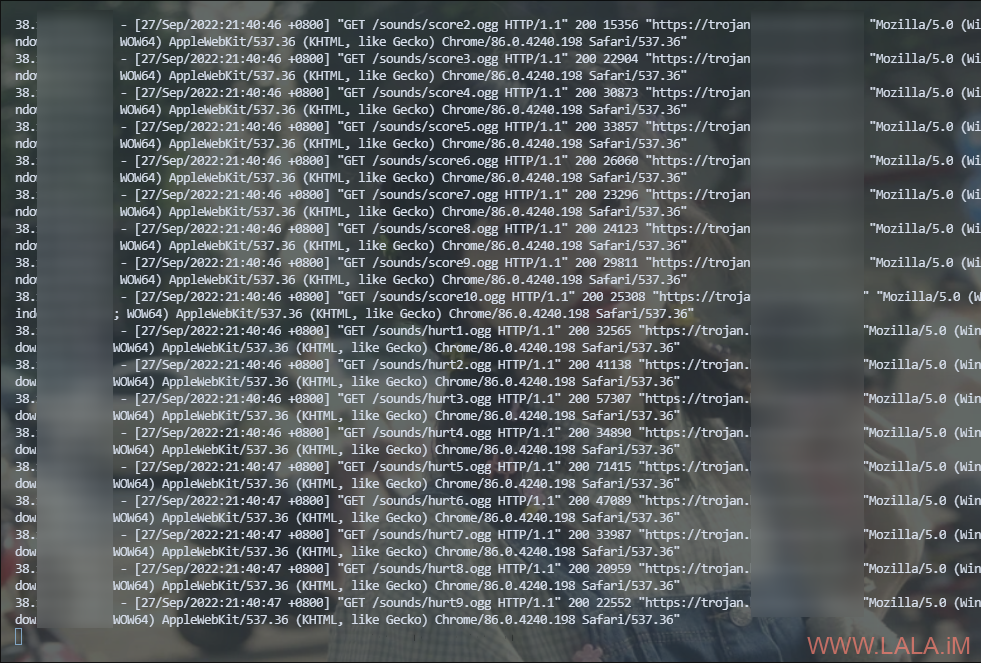 38. - [27/Sep/2022:21:40:46 +0800] "GET /sounds/score2.ogg HTTP/1.1" 200 15356 "https://trojan "Mozilla/5.0 (Wi
ndo WOW64) AppleWebKit/537.36 (KHTML, like Gecko) Chrome/86.0.4240.198 Safari/537.36"
38. - [27/Sep/2022:21:40:46 +0800] "GET /sounds/score3.ogg HTTP/1.1" 200 22904 "https://trojan "Mozilla/5.0 (Wi
ndo WOW64) AppleWebKit/537.36 (KHTML, like Gecko) Chrome/86.0.4240.198 Safari/537.36"
38. - [27/Sep/2022:21:40:46 +0800] "GET /sounds/score4.ogg HTTP/1.1" 200 30873 "https://trojan "Mozilla/5.0 (Wi
ndo WOW64) AppleWebKit/537.36 (KHTML, like Gecko) Chrome/86.0.4240.198 Safari/537.36"
38. - [27/Sep/2022:21:40:46 +0800] "GET /sounds/score5.ogg HTTP/1.1" 200 33857 "https://trojan "Mozilla/5.0 (Wi
ndo WOW64) AppleWebKit/537.36 (KHTML, like Gecko) Chrome/86.0.4240.198 Safari/537.36"
38. - [27/Sep/2022:21:40:46 +0800] "GET /sounds/score6.ogg HTTP/1.1" 200 26060 "https://trojan "Mozilla/5.0 (Wi
ndo WOW64) AppleWebKit/537.36 (KHTML, like Gecko) Chrome/86.0.4240.198 Safari/537.36"
38. - [27/Sep/2022:21:40:46 +0800] "GET /sounds/score7.ogg HTTP/1.1" 200 23296 "https://trojan "Mozilla/5.0 (Wi
ndo WOW64) AppleWebKit/537.36 (KHTML, like Gecko) Chrome/86.0.4240.198 Safari/537.36"
38. - [27/Sep/2022:21:40:46 +0800] "GET /sounds/score8.ogg HTTP/1.1" 200 24123 "https://trojan "Mozilla/5.0 (Wi
ndo WOW64) AppleWebKit/537.36 (KHTML, like Gecko) Chrome/86.0.4240.198 Safari/537.36"
38. - [27/Sep/2022:21:40:46 +0800] "GET /sounds/score9.ogg HTTP/1.1" 200 29811 "https://trojan "Mozilla/5.0 (Wi
ndo WOW64) AppleWebKit/537.36 (KHTML, like Gecko) Chrome/86.0.4240.198 Safari/537.36"
38. - [27/Sep/2022:21:40:46 +0800] "GET /sounds/score10.ogg HTTP/1.1" 200 25308 "https://troja " "Mozilla/5.0 (W
ind ; WOW64) AppleWebKit/537.36 (KHTML, like Gecko) Chrome/86.0.4240.198 Safari/537.36"
38. - [27/Sep/2022:21:40:46 +0800] "GET /sounds/hurt1.ogg HTTP/1.1" 200 32565 "https://trojan. "Mozilla/5.0 (Win
dow WOW64) AppleWebKit/537.36 (KHTML, like Gecko) Chrome/86.0.4240.198 Safari/537.36"
38. - [27/Sep/2022:21:40:46 +0800] "GET /sounds/hurt2.ogg HTTP/1.1" 200 41138 "https://trojan. "Mozilla/5.0 (Win
dow WOW64) AppleWebKit/537.36 (KHTML, like Gecko) Chrome/86.0.4240.198 Safari/537.36"
38. - [27/Sep/2022:21:40:46 +0800] "GET /sounds/hurt3.ogg HTTP/1.1" 200 57307 "https://trojan. "Mozilla/5.0 (Win
dow WOW64) AppleWebKit/537.36 (KHTML, like Gecko) Chrome/86.0.4240.198 Safari/537.36"
38. - [27/Sep/2022:21:40:46 +0800] "GET /sounds/hurt4.ogg HTTP/1.1" 200 34890 "https://trojan. "Mozilla/5.0 (Win
dow WOW64) AppleWebKit/537.36 (KHTML, like Gecko) Chrome/86.0.4240.198 Safari/537.36"
38. - [27/Sep/2022:21:40:47 +0800] "GET /sounds/hurt5.ogg HTTP/1.1" 200 71415 "https://trojan. "Mozilla/5.0 (Win
dow WOW64) AppleWebKit/537.36 (KHTML, like Gecko) Chrome/86.0.4240.198 Safari/537.36"
38. - [27/Sep/2022:21:40:47 +0800] "GET /sounds/hurt6.ogg HTTP/1.1" 200 47089 "https://trojan. "Mozilla/5.0 (Win
dow WOW64) AppleWebKit/537.36 (KHTML, like Gecko) Chrome/86.0.4240.198 Safari/537.36"
38. - [27/Sep/2022:21:40:47 +0800] "GET /sounds/hurt7.ogg HTTP/1.1" 200 33987 "https://trojan. "Mozilla/5.0 (Win
dow WOW64) AppleWebKit/537.36 (KHTML, like Gecko) Chrome/86.0.4240.198 Safari/537.36"
38. - [27/Sep/2022:21:40:47 +0800] "GET /sounds/hurt8.ogg HTTP/1.1" 200 20959 "https://trojan. "Mozilla/5.0 (Win
dow WOW64) AppleWebKit/537.36 (KHTML, like Gecko) Chrome/86.0.4240.198 Safari/537.36"
38. - [27/Sep/2022:21:40:47 +0800] "GET /sounds/hurt9.ogg HTTP/1.1" 200 22552 "https://trojan. "Mozilla/5.0 (Win
dow WOW64) AppleWebKit/537.36 (KHTML, like Gecko) Chrome/86.0.4240.198 Safari/537.36"
WWW.LALA.iM